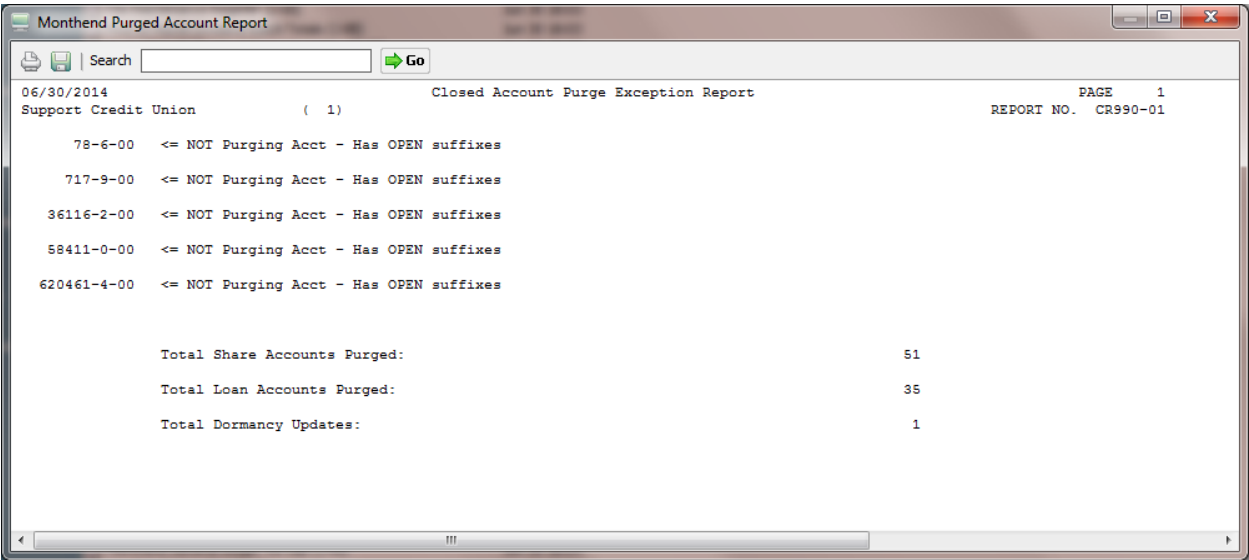 Monthend Purged Account Report
Search Go
06/30/2014 Closed Account Purge Exception Report PAGE 1
Support Credit Union ( 1) REPORT NO. CR990-01
78-6-00 <= NOT Purging Acct - Has OPEN suffixes
717-9-00 <= NOT Purging Acct - Has OPEN suffixes
36116-2-00 <= NOT Purging Acct - Has OPEN suffixes
58411-0-00 <= NOT Purging Acct - Has OPEN suffixes
620461-4-00 <= NOT Purging Acct - Has OPEN suffixes
Total Share Accounts Purged: 51
Total Loan Accounts Purged: 35
Total Dormancy Updates: 1